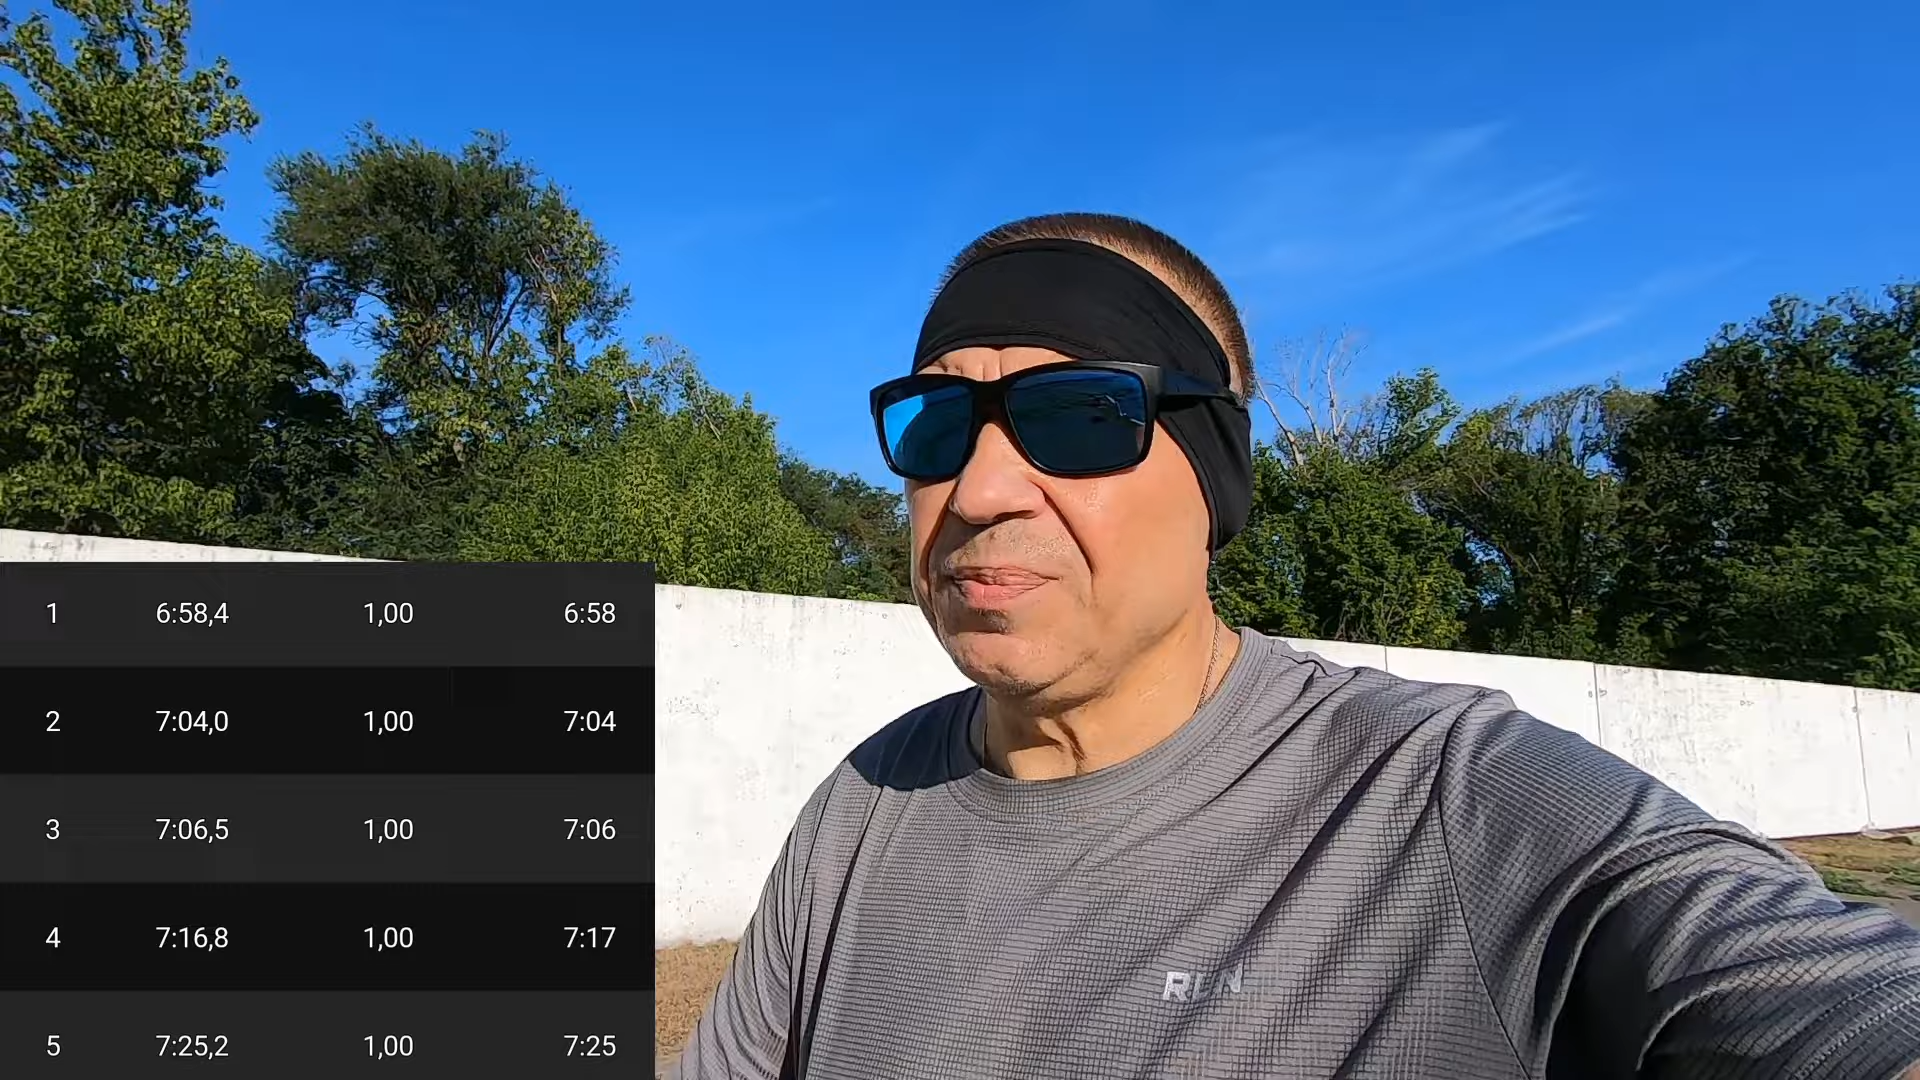 1 6:58,4 1,00 6:58
2 7:04,0 1,00 7:04
3 7:06,5 1,00 7:06
4 7:16,8 1,00 7:17
5 7:25,2 1,00 7:25
RUN